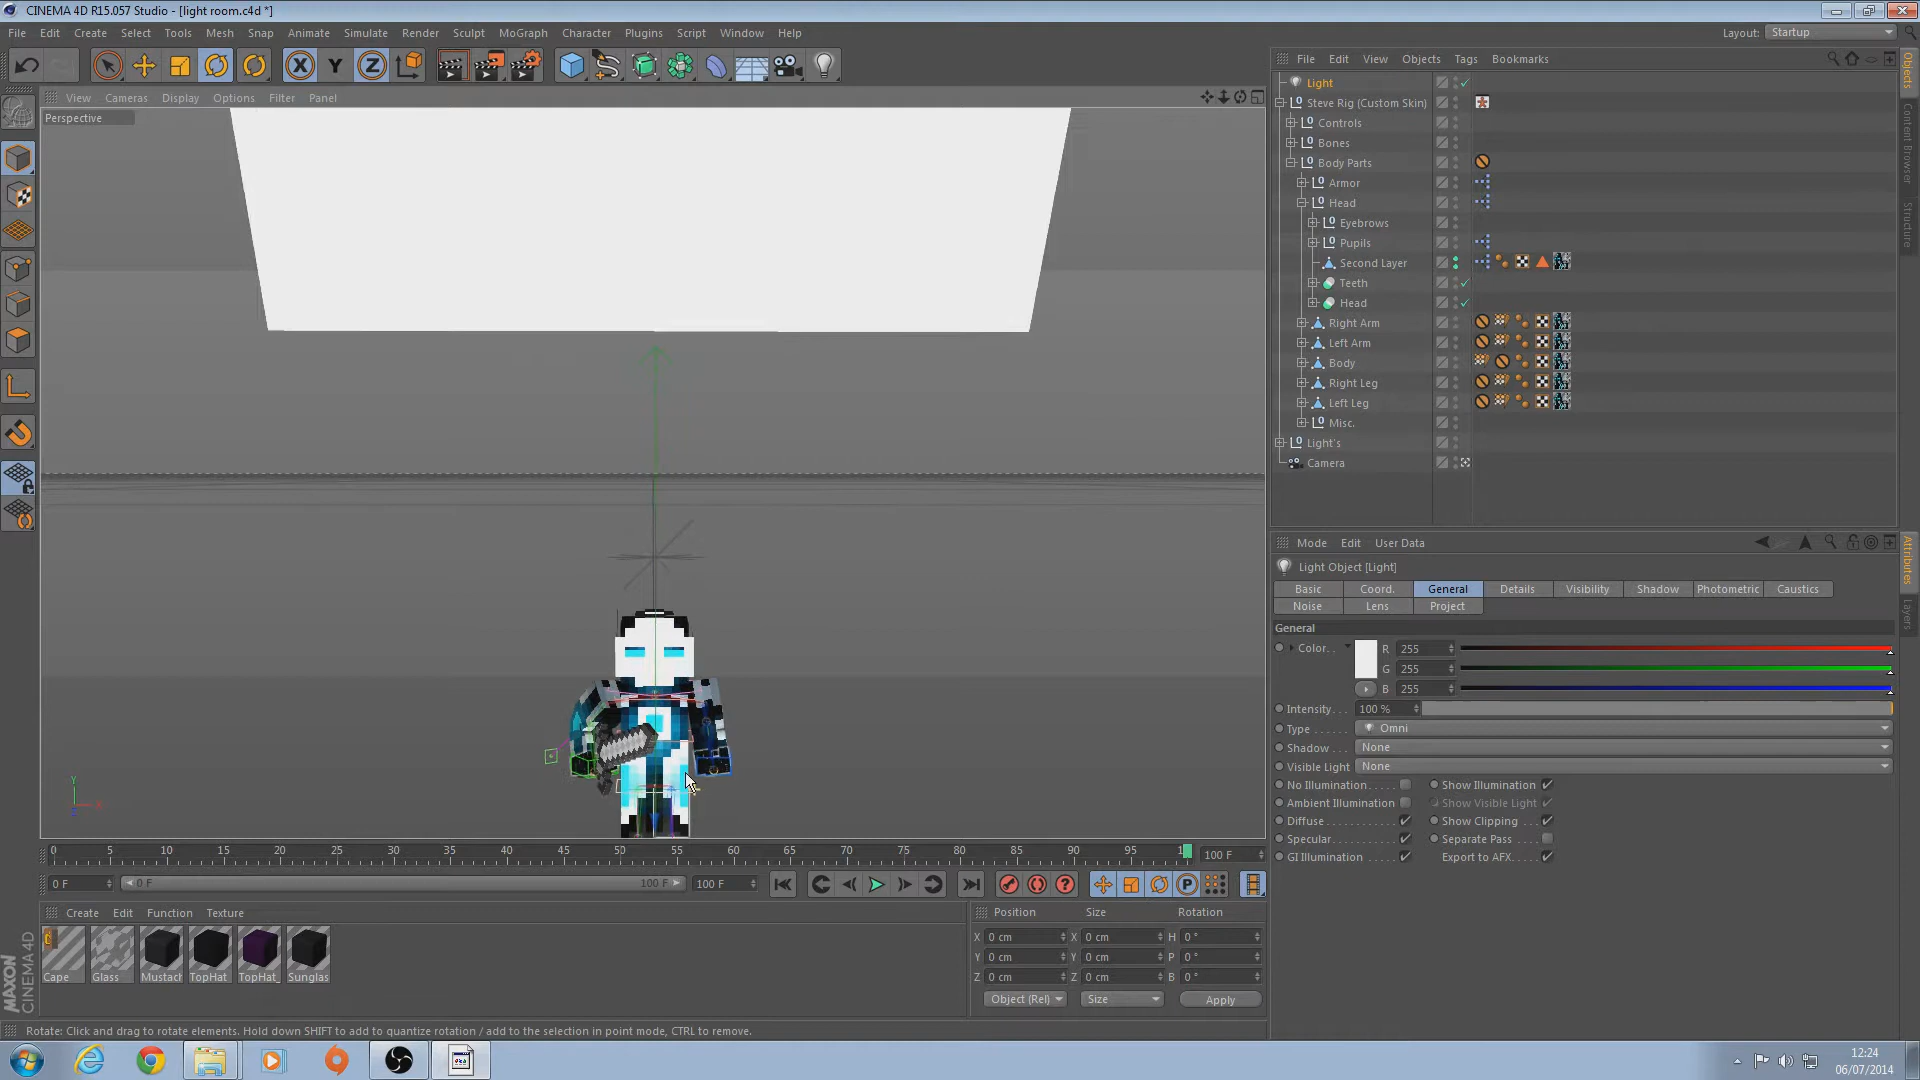 CINEMA 4D R15.057 Studio - [light room.c4d *]
File Edit Create Select Tools Mesh Snap Animate Simulate Render Sculpt MoGraph Character Plugins Script Window Help
Layout: Startup
X Y Z
View Cameras Display Options Filter Panel
Perspective
Y
X
File Edit View Objects Tags Bookmarks
Light
Steve Rig (Custom Skin)
Controls
Bones
Body Parts
Armor
Head
Eyebrows
Pupils
Second Layer
Teeth
Head
Right Arm
Left Arm
Body
Right Leg
Left Leg
Misc.
Light's
Camera
Objects
Content Browser
Structure
Mode Edit User Data
Light Object [Light]
Basic Coord. General Details Visibility Shadow Photometric Caustics
Noise Lens Project
General
Color. . R 255
G 255
B 255
Intensity. . 100 %
Type . . . . Omni
Shadow . . . None
Visible Light None
No Illumination. . . . . Show Illumination
Ambient Illumination Show Visible Light
Diffuse . . . . . . . . . . . . Show Clipping . . .
Specular. . . . . . . . . . . Separate Pass
GI Illumination . . . . Export to AFX. . . .
Attributes
Layers
0 5 10 15 20 25 30 35 40 45 50 55 60 65 70 75 80 85 90 95 100 F
0 F 0 F 100 F 100 F
Create Edit Function Texture
Cape Glass Mustach TopHat TopHat_ Sunglas
Position Size Rotation
X 0 cm X 0 cm H 0 °
Y 0 cm Y 0 cm P 0 °
Z 0 cm Z 0 cm B 0 °
Object (Rel) Size Apply
MAXON
CINEMA 4D
Rotate: Click and drag to rotate elements. Hold down SHIFT to add to quantize rotation / add to the selection in point mode, CTRL to remove.
12:24
06/07/2014